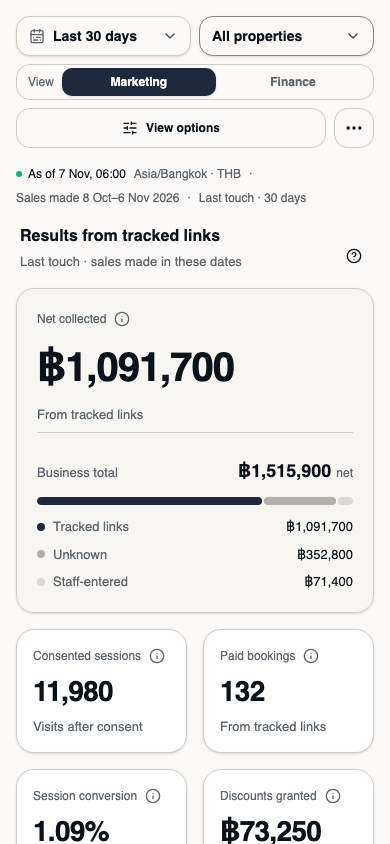 Last 30 days
All properties
View Marketing Finance
View options
As of 7 Nov, 06:00 Asia/Bangkok · THB ·
Sales made 8 Oct–6 Nov 2026 · Last touch · 30 days
Results from tracked links
Last touch · sales made in these dates
Net collected
฿1,091,700
From tracked links
Business total ฿1,515,900 net
Tracked links ฿1,091,700
Unknown ฿352,800
Staff-entered ฿71,400
Consented sessions
11,980
Visits after consent
Paid bookings
132
From tracked links
Session conversion
1.09%
Discounts granted
฿73,250